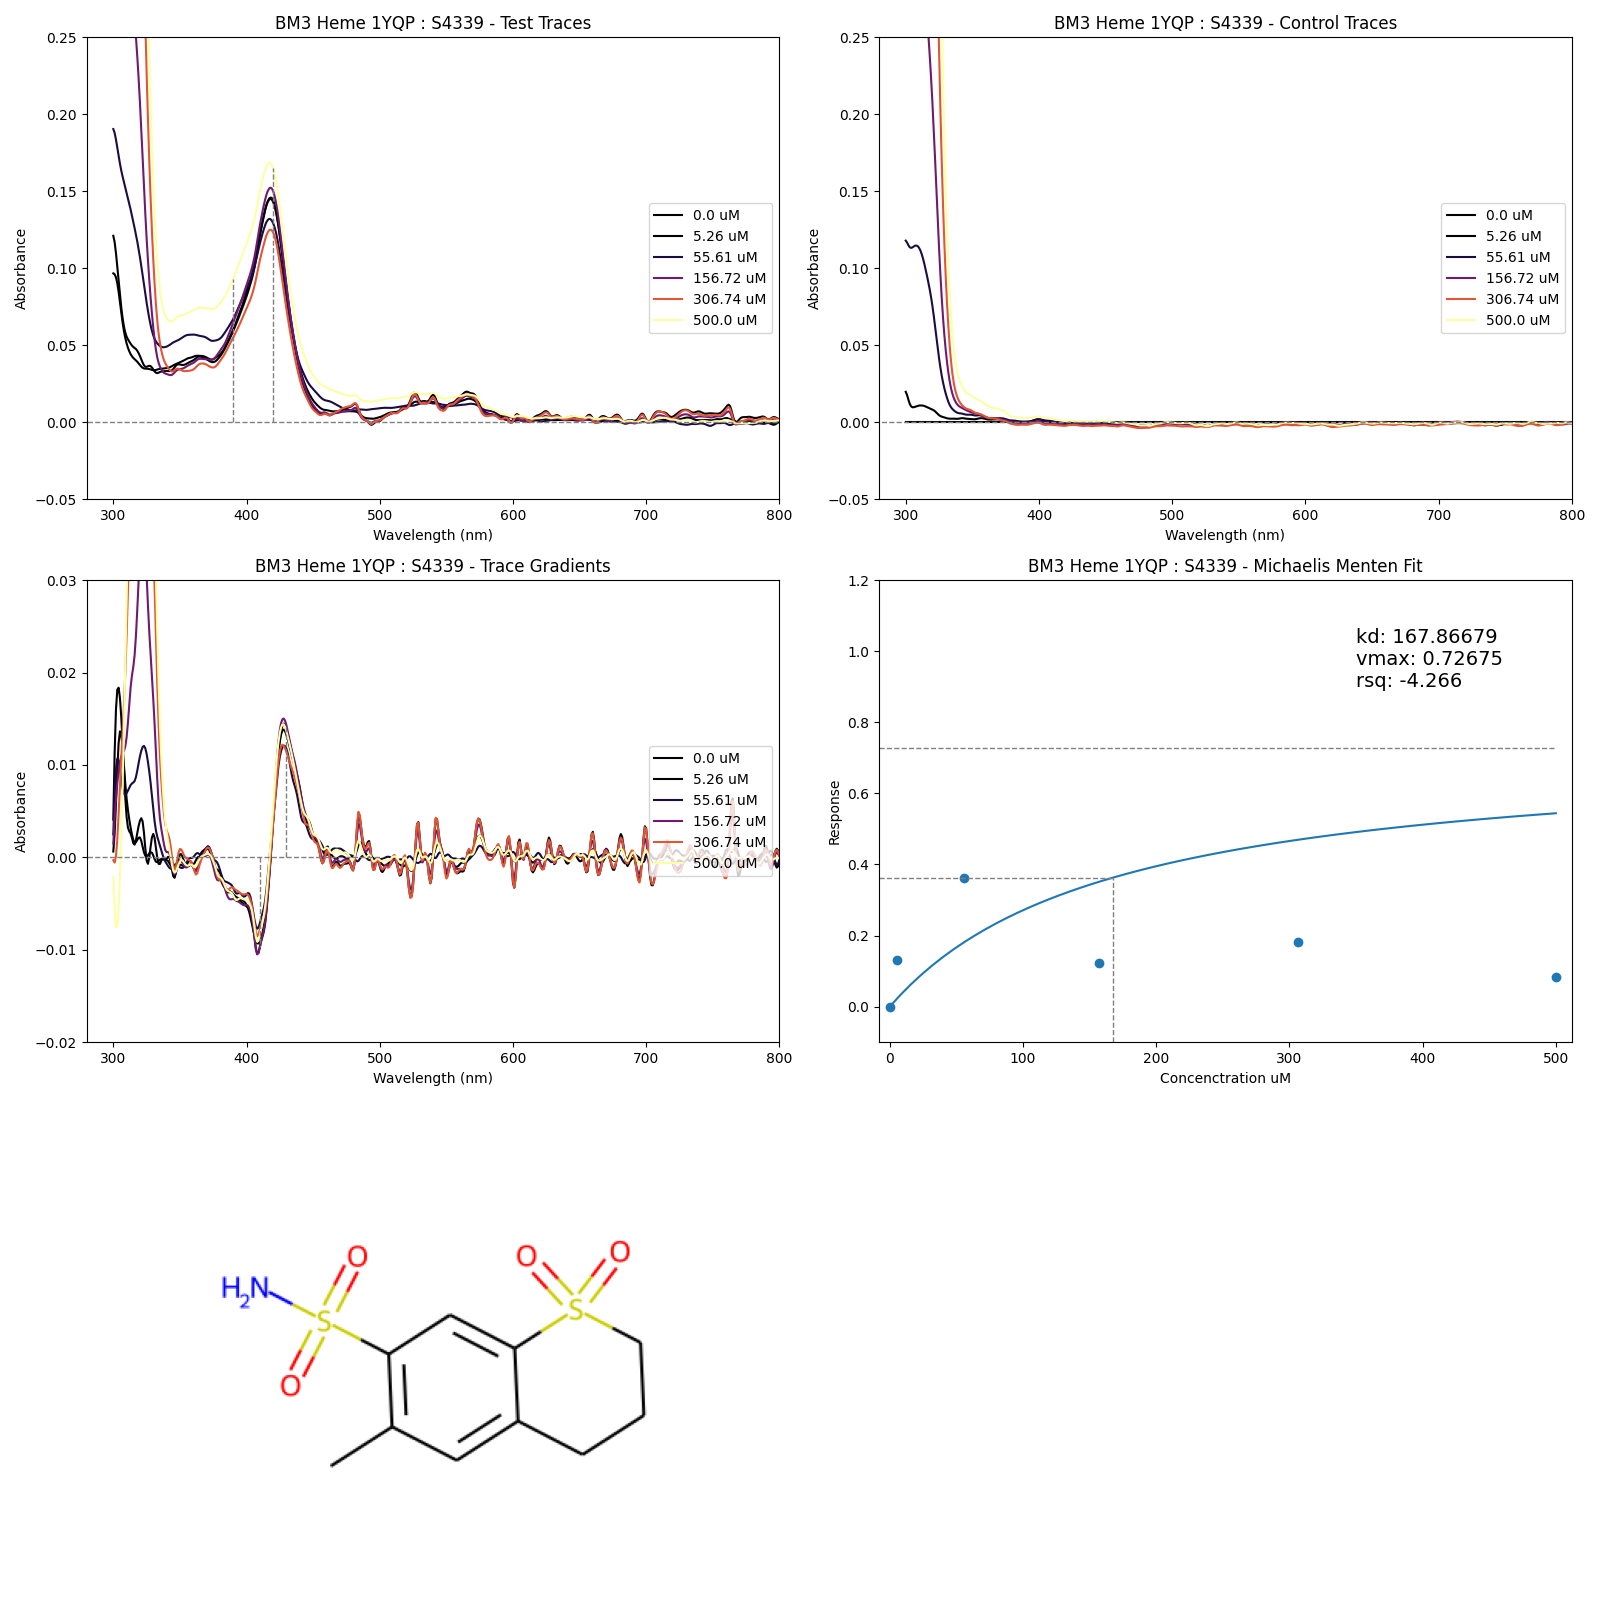 BM3 Heme 1YQP : S4339 - Test Traces
0.25
0.20
0.15
0.10
0.05
0.00
−0.05
Absorbance
300 400 500 600 700 800
Wavelength (nm)
0.0 uM
5.26 uM
55.61 uM
156.72 uM
306.74 uM
500.0 uM
BM3 Heme 1YQP : S4339 - Control Traces
0.25
0.20
0.15
0.10
0.05
0.00
−0.05
Absorbance
300 400 500 600 700 800
Wavelength (nm)
0.0 uM
5.26 uM
55.61 uM
156.72 uM
306.74 uM
500.0 uM
BM3 Heme 1YQP : S4339 - Trace Gradients
0.03
0.02
0.01
0.00
−0.01
−0.02
Absorbance
300 400 500 600 700 800
Wavelength (nm)
0.0 uM
5.26 uM
55.61 uM
156.72 uM
306.74 uM
500.0 uM
BM3 Heme 1YQP : S4339 - Michaelis Menten Fit
1.2
1.0
0.8
0.6
0.4
0.2
0.0
Response
kd: 167.86679
vmax: 0.72675
rsq: -4.266
0 100 200 300 400 500
Concenctration uM
O O O
H2N S S
O